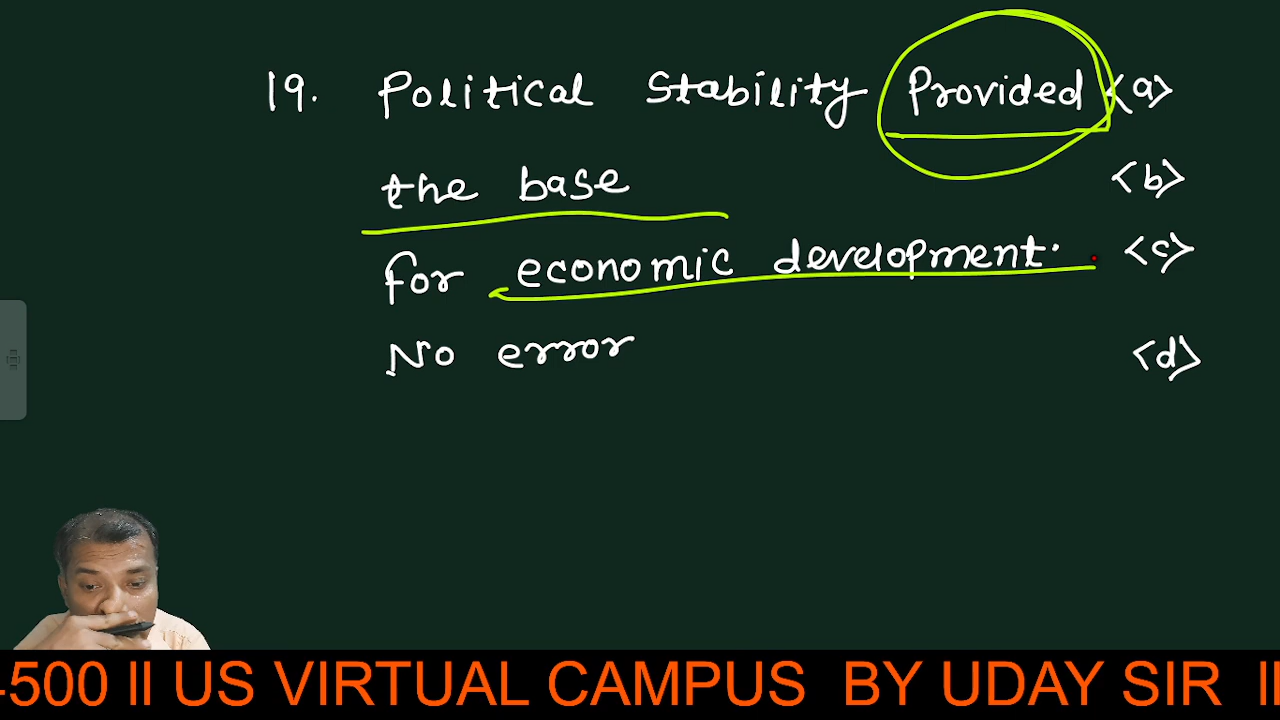 19. Political Stability Provided <a>
the base <b>
for economic development. <c>
No error <d>
-4500 II US VIRTUAL CAMPUS BY UDAY SIR II